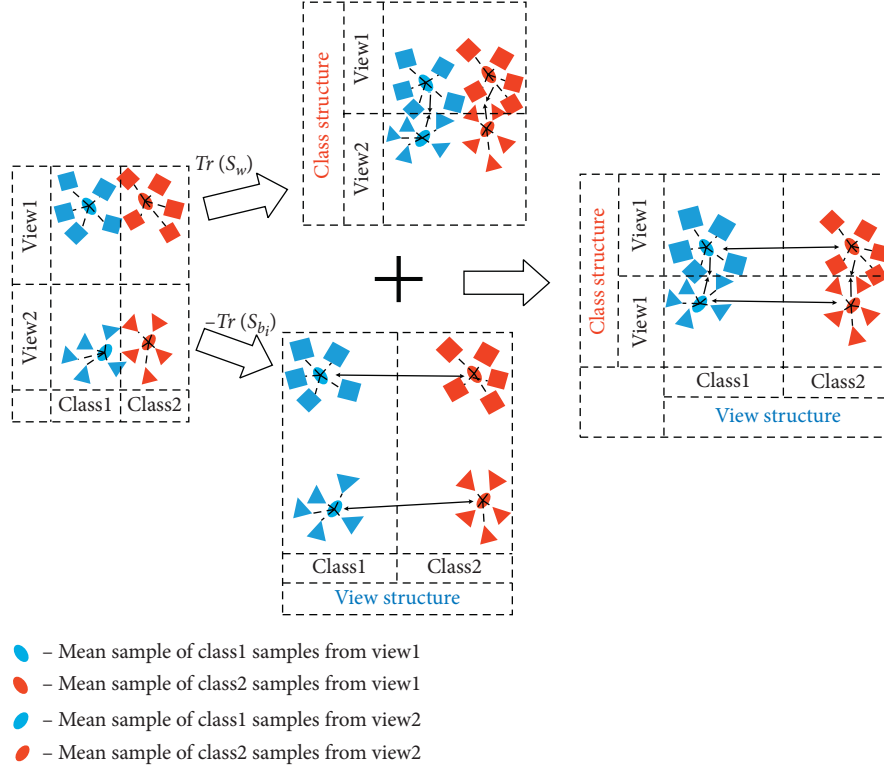 Class structure
View1
View2
Tr (S_w)
View1
View2
Class1
Class2
–Tr (S_bi)
Class1
Class2
View structure
Class structure
View1
View1
Class1
Class2
View structure
– Mean sample of class1 samples from view1
– Mean sample of class2 samples from view1
– Mean sample of class1 samples from view2
– Mean sample of class2 samples from view2